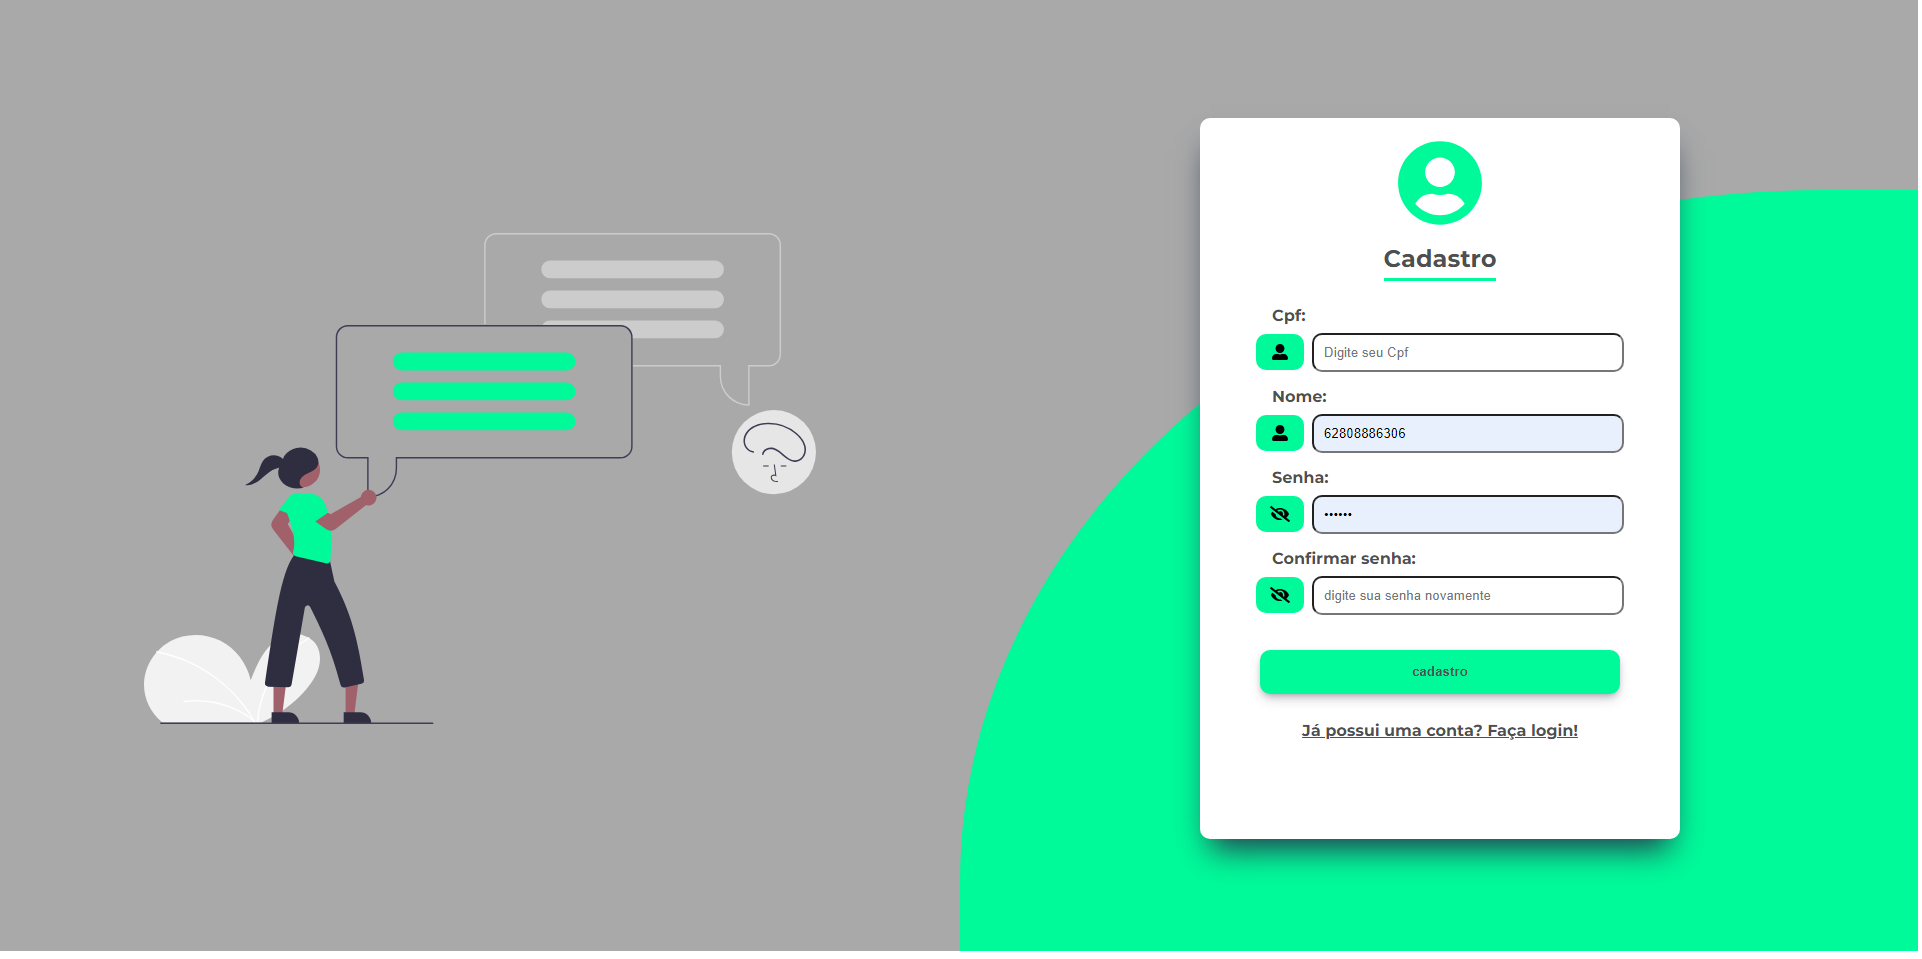 Cadastro
Cpf:
Digite seu Cpf
Nome:
62808886306
Senha:
••••••
Confirmar senha:
digite sua senha novamente
cadastro
Já possui uma conta? Faça login!